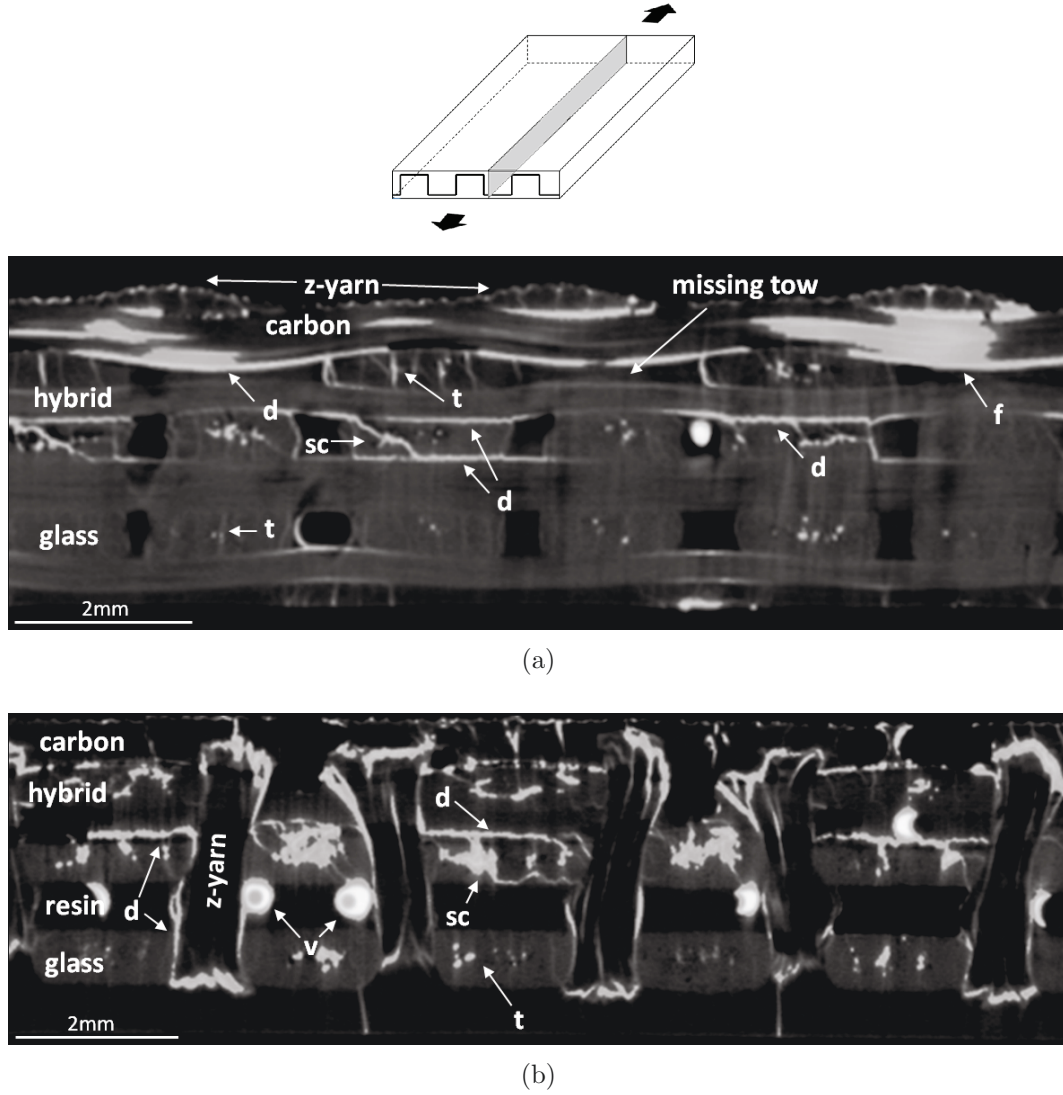 z-yarn
missing tow
carbon
hybrid
d
t
f
sc
d
d
glass
t
2mm
(a)
carbon
hybrid
d
d
z-yarn
resin
d
sc
v
glass
t
2mm
(b)